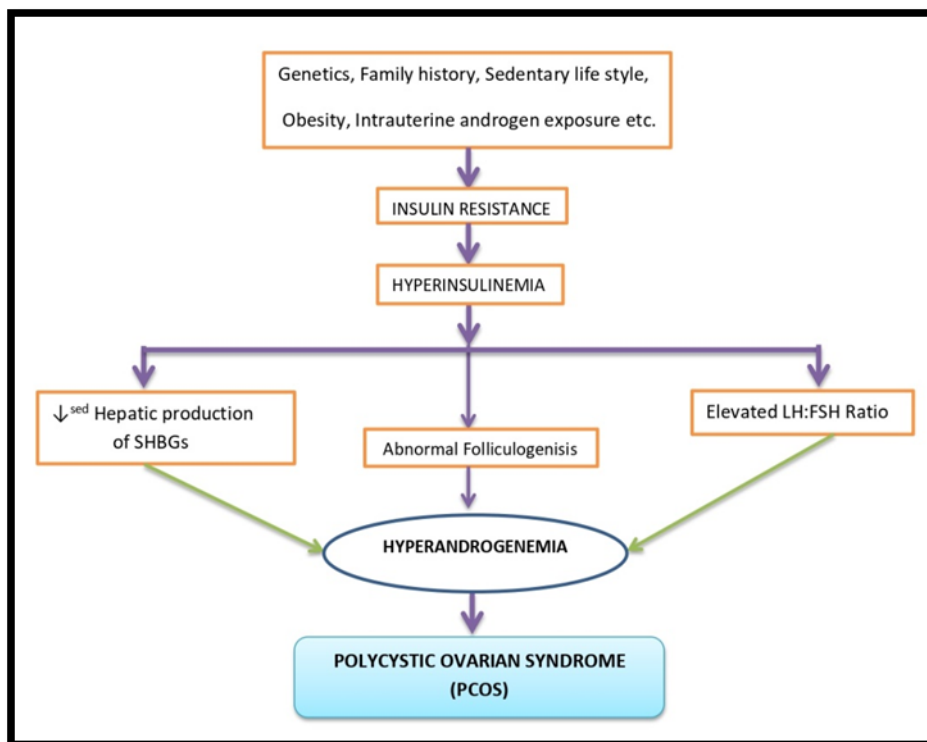 Genetics, Family history, Sedentary life style,
Obesity, Intrauterine androgen exposure etc.
INSULIN RESISTANCE
HYPERINSULINEMIA
↓sed Hepatic production
of SHBGs
Abnormal Folliculogenisis
Elevated LH:FSH Ratio
HYPERANDROGENEMIA
POLYCYSTIC OVARIAN SYNDROME
(PCOS)